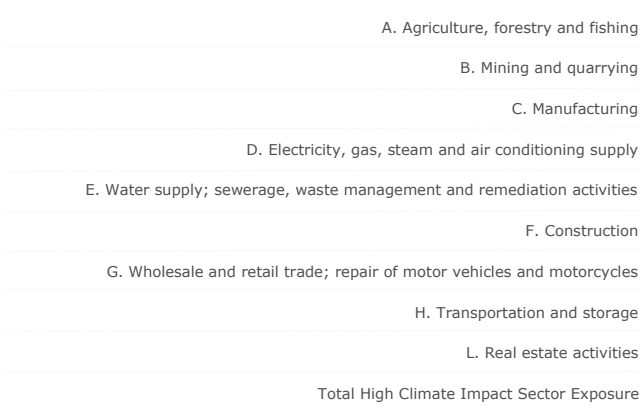 A. Agriculture, forestry and fishing
B. Mining and quarrying
C. Manufacturing
D. Electricity, gas, steam and air conditioning supply
E. Water supply; sewerage, waste management and remediation activities
F. Construction
G. Wholesale and retail trade; repair of motor vehicles and motorcycles
H. Transportation and storage
L. Real estate activities
Total High Climate Impact Sector Exposure